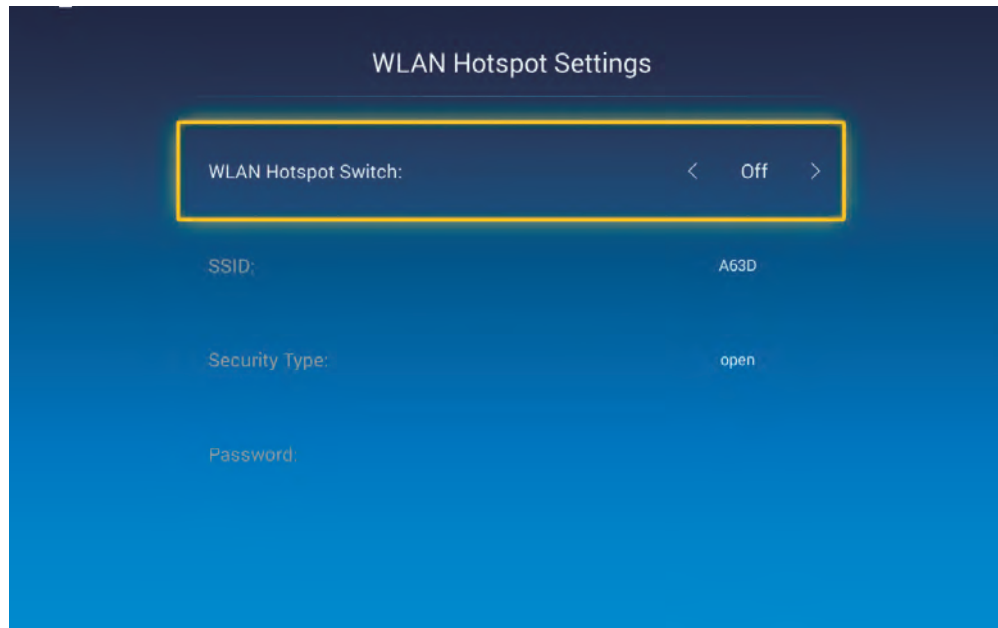 WLAN Hotspot Settings
WLAN Hotspot Switch: < Off >
SSID: A63D
Security Type: open
Password: